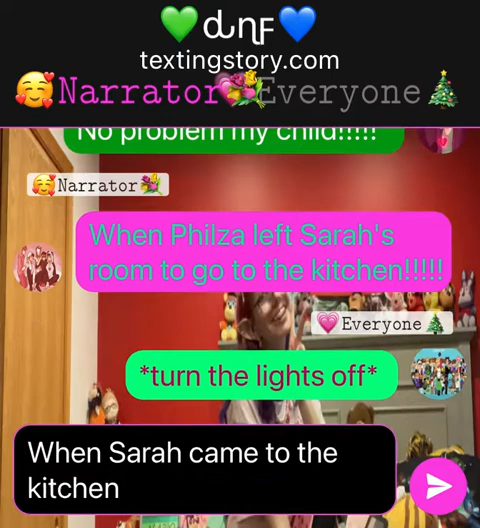 💚ԃɳϝ💙
textingstory.com
🥰Narrator💐
💗Everyone🎄
No problem my child!!!!!
🥰Narrator💐
When Philza left Sarah's
room to go to the kitchen!!!!!
💗Everyone🎄
*turn the lights off*
When Sarah came to the
kitchen